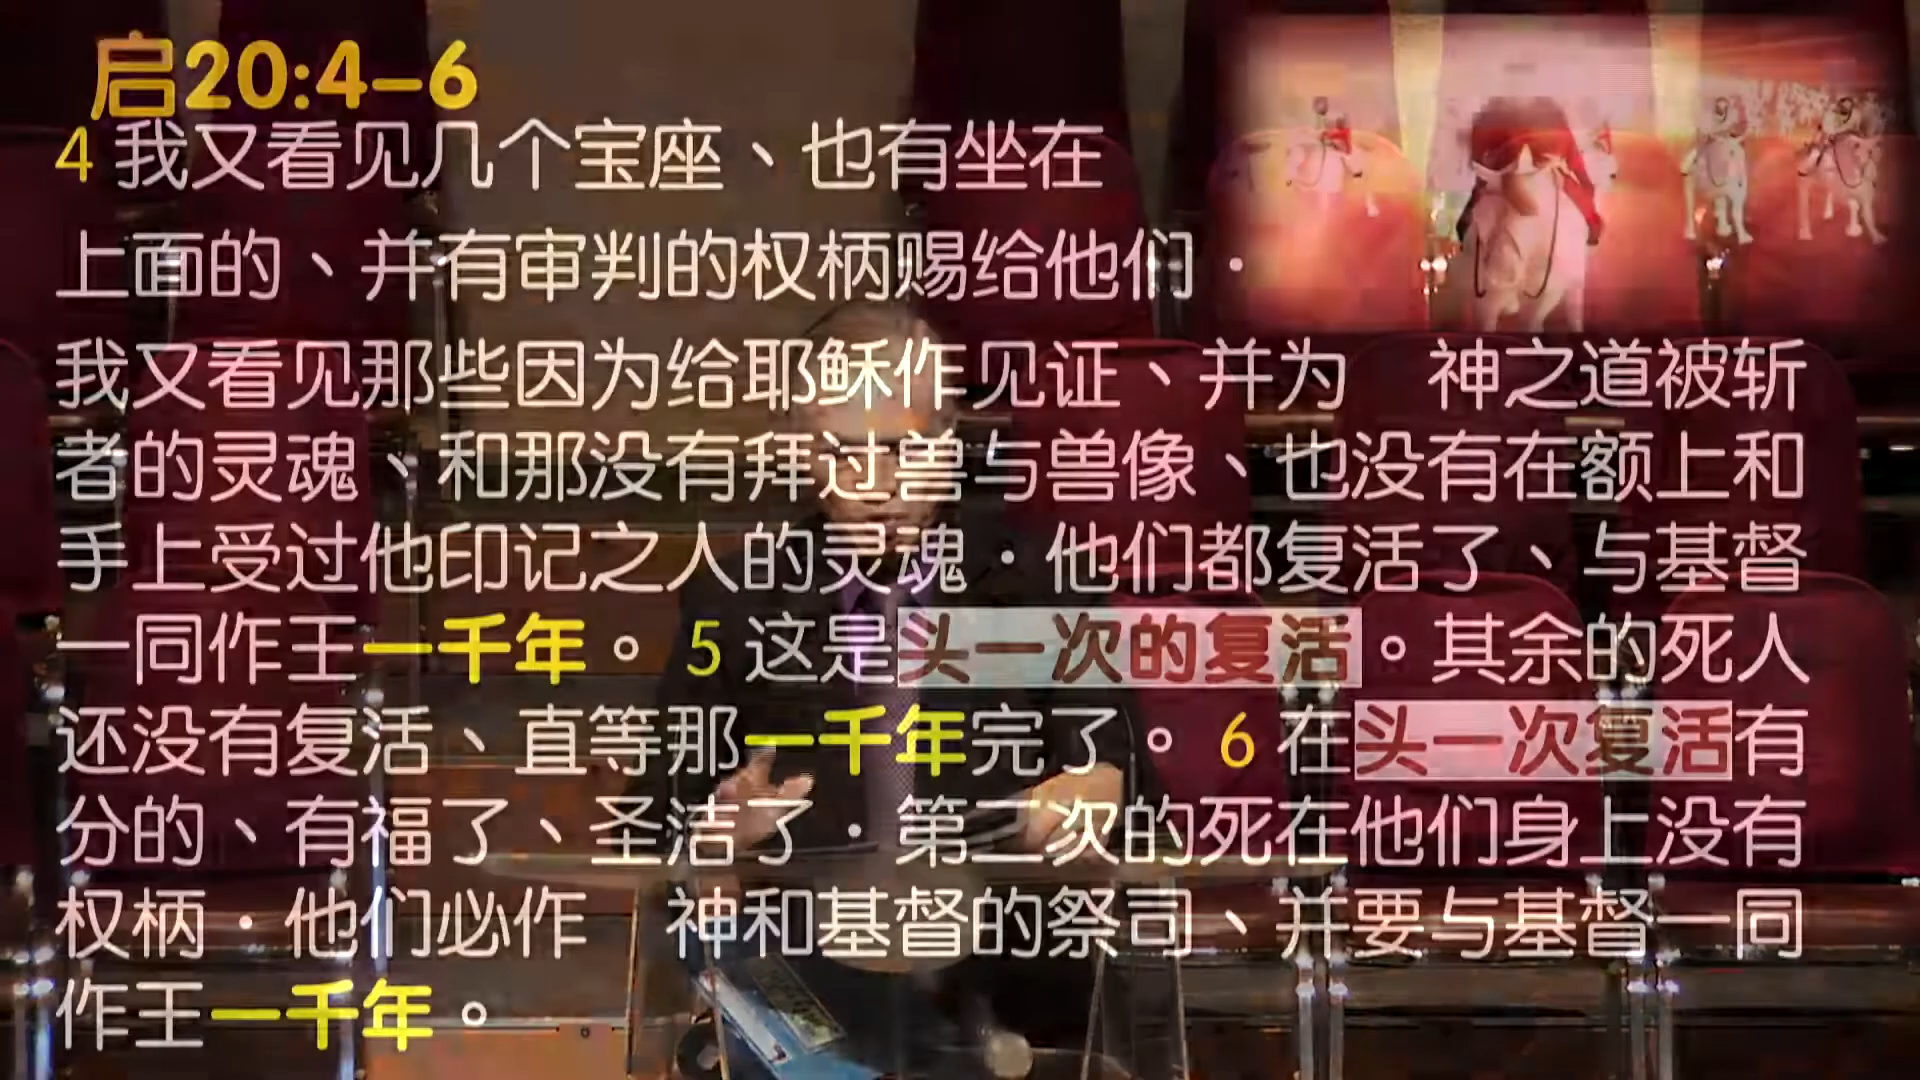 启20:4-6
4 我又看见几个宝座、也有坐在
上面的、并有审判的权柄赐给他们．
我又看见那些因为给耶稣作见证、并为　神之道被斩
者的灵魂、和那没有拜过兽与兽像、也没有在额上和
手上受过他印记之人的灵魂．他们都复活了、与基督
一同作王一千年。 5 这是头一次的复活。其余的死人
还没有复活、直等那一千年完了。 6 在头一次复活有
分的、有福了、圣洁了．第二次的死在他们身上没有
权柄．他们必作　神和基督的祭司、并要与基督一同
作王一千年。